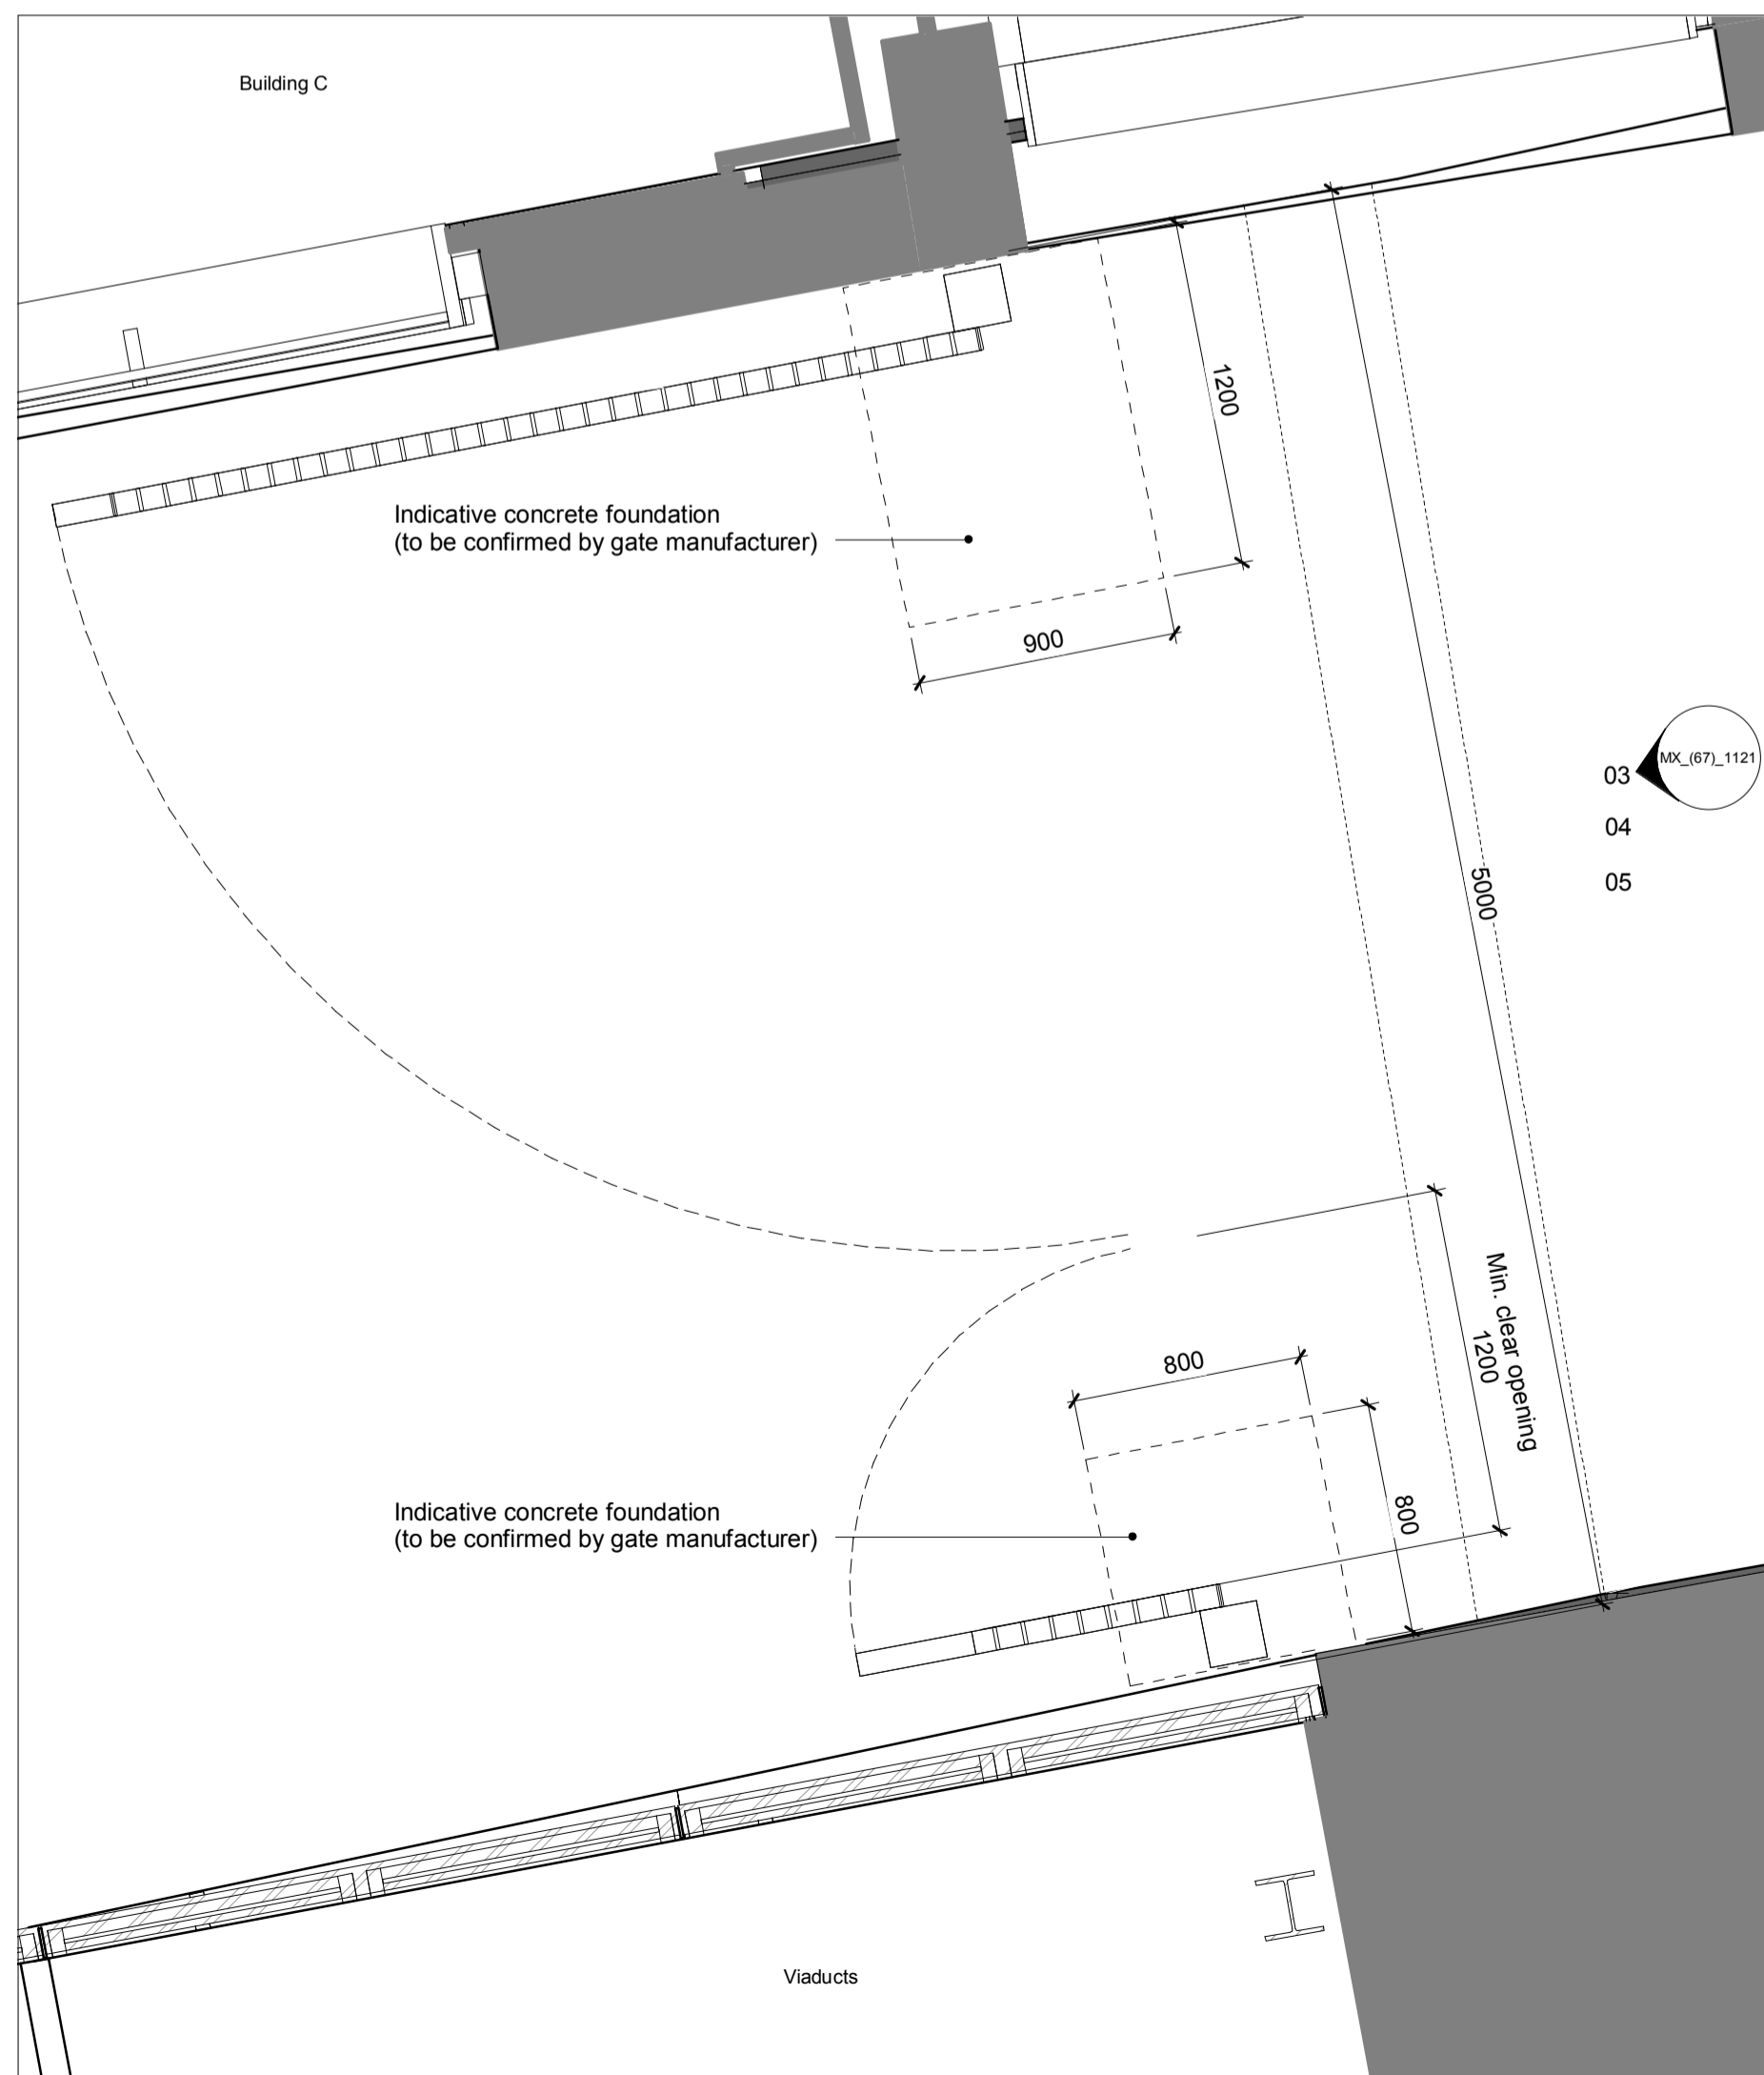 Building C
1200
Indicative concrete foundation
(to be confirmed by gate manufacturer)
900
MX_(67)_1121
03
04
05
5000
Min. clear opening
1200
800
800
Indicative concrete foundation
(to be confirmed by gate manufacturer)
Viaducts